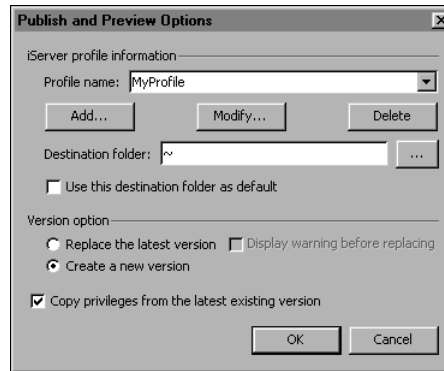 Publish and Preview Options
iServer profile information
Profile name: MyProfile
Add... Modify... Delete
Destination folder: ~ ...
Use this destination folder as default
Version option
Replace the latest version Display warning before replacing
Create a new version
Copy privileges from the latest existing version
OK Cancel